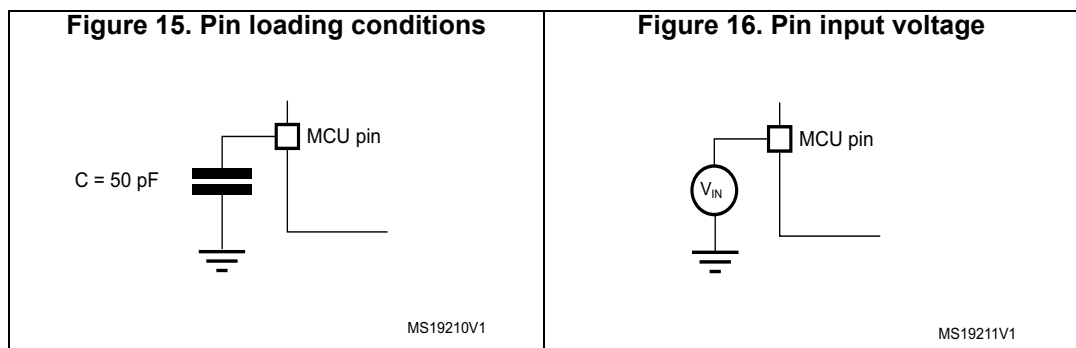 Figure 15. Pin loading conditions
MCU pin
C = 50 pF
MS19210V1
Figure 16. Pin input voltage
MCU pin
VIN
MS19211V1